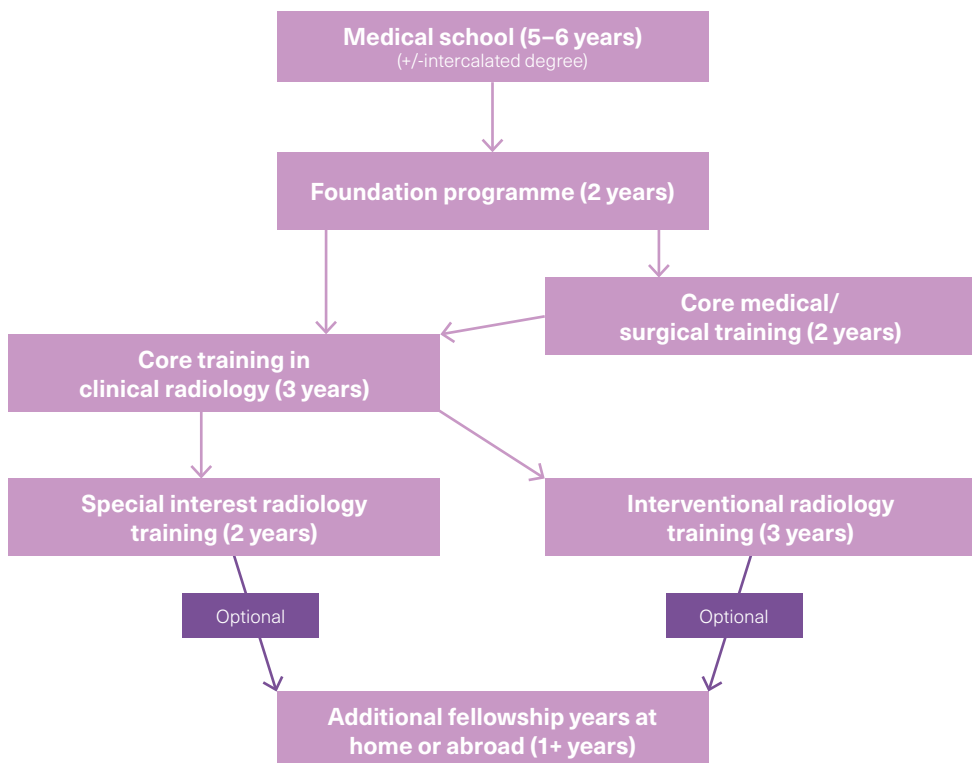 Medical school (5–6 years)
(+/-intercalated degree)
Foundation programme (2 years)
Core medical/
surgical training (2 years)
Core training in
clinical radiology (3 years)
Special interest radiology
training (2 years)
Interventional radiology
training (3 years)
Optional
Optional
Additional fellowship years at
home or abroad (1+ years)